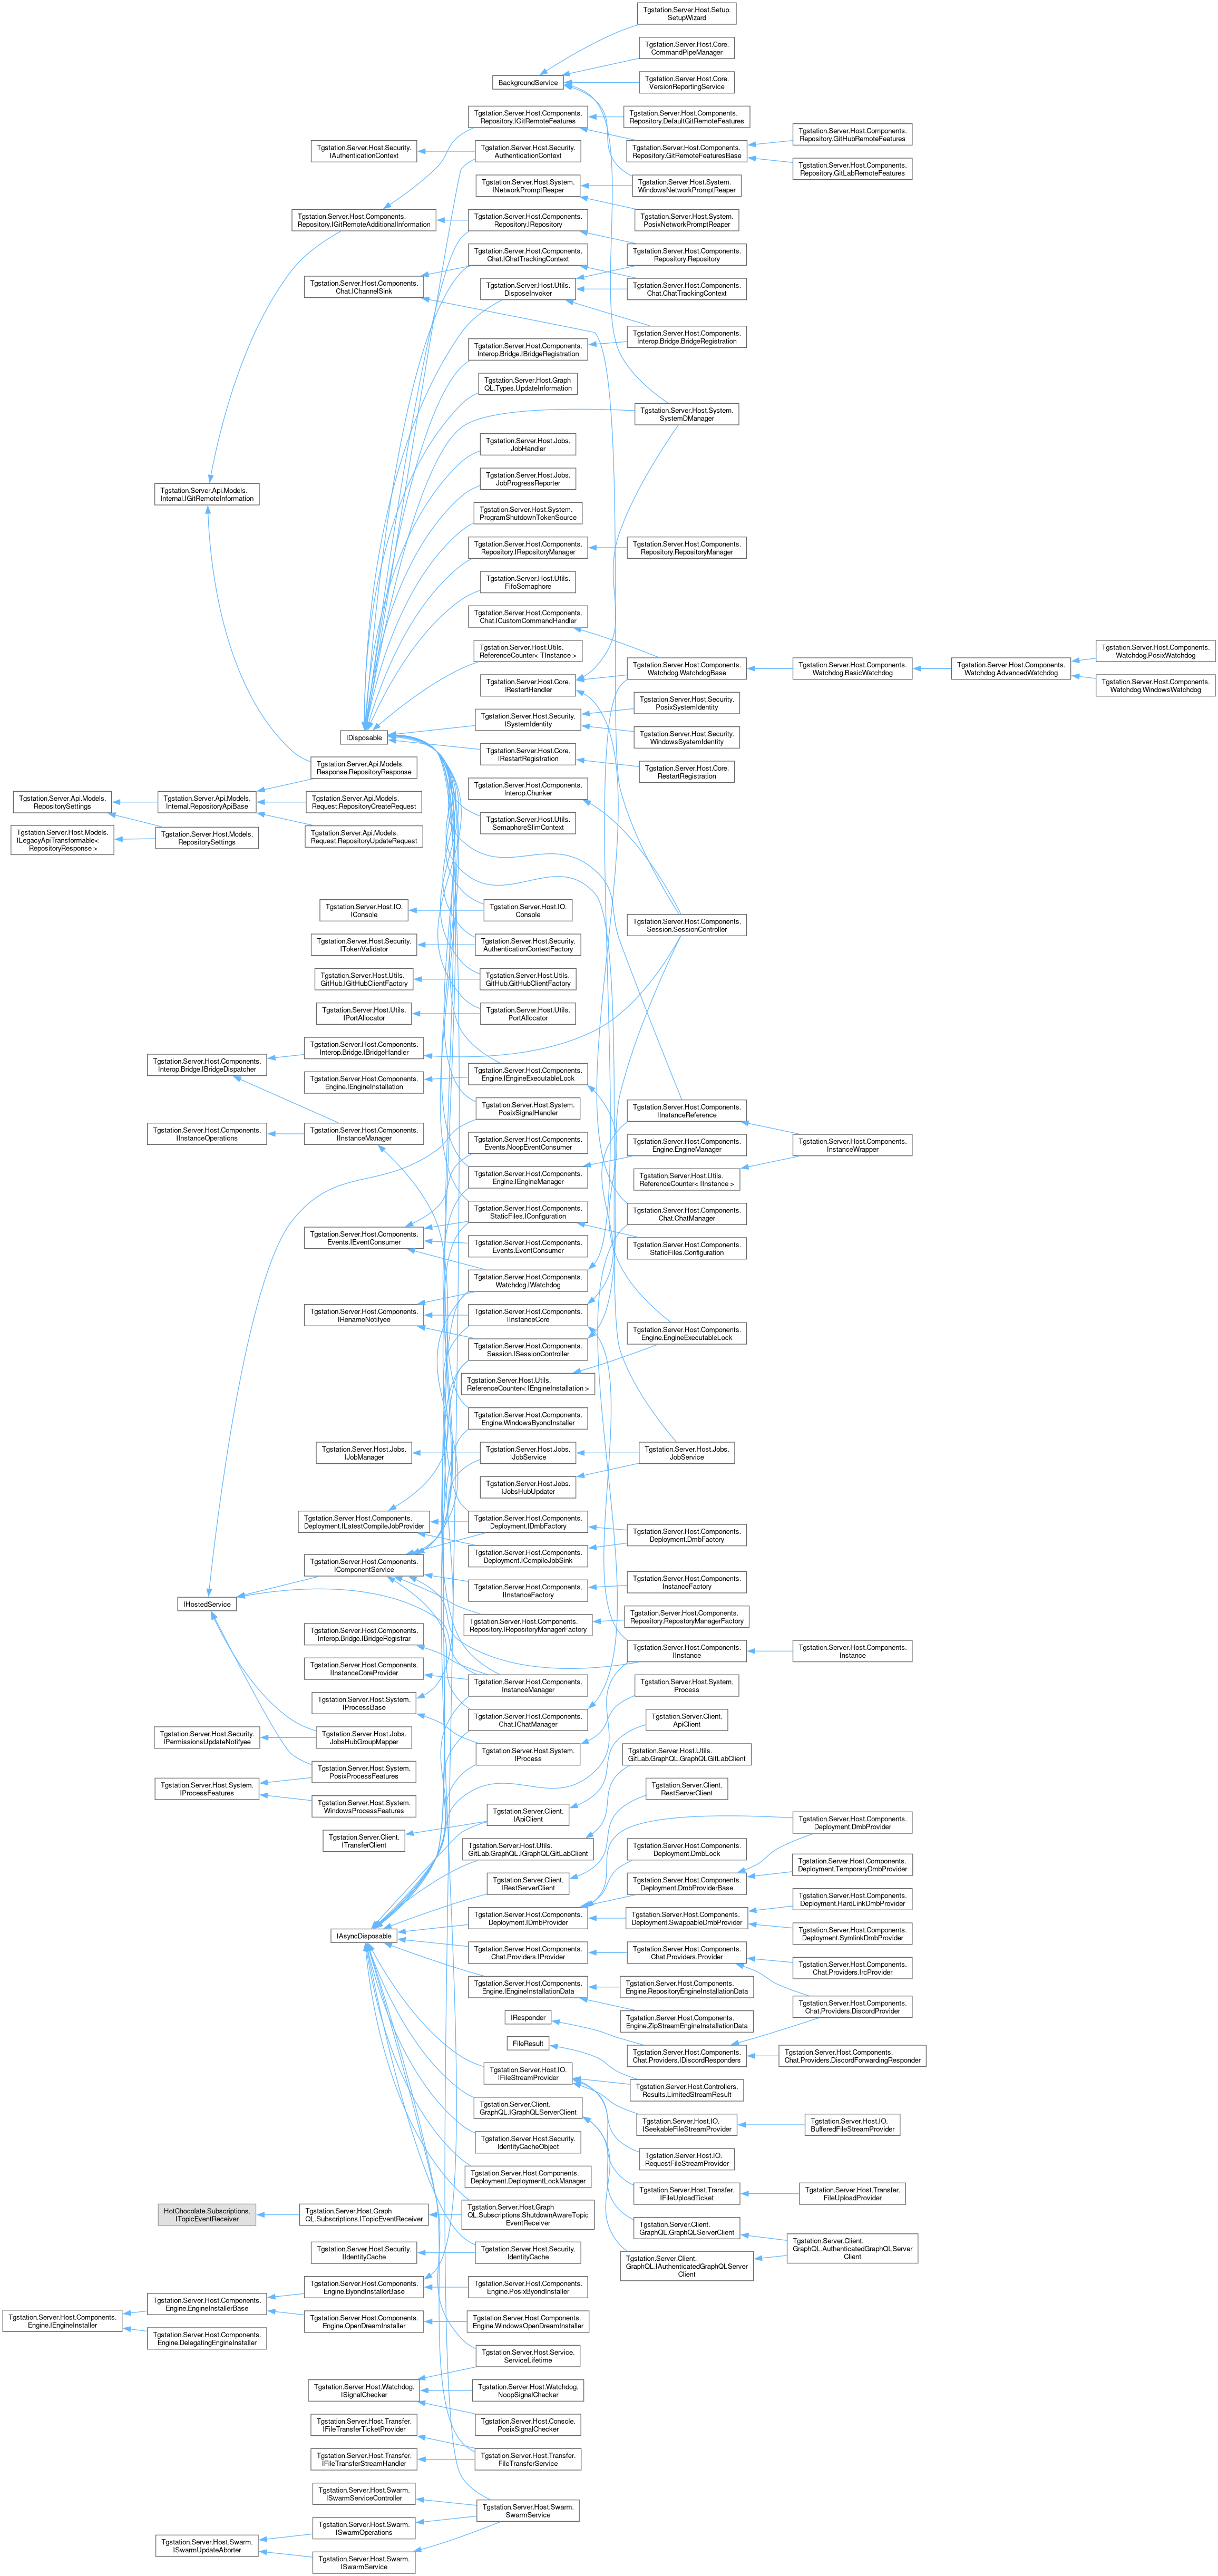 Tgstation.Server.Host.Setup.
SetupWizard
Tgstation.Server.Host.Core.
CommandPipeManager
BackgroundService
Tgstation.Server.Host.Core.
VersionReportingService
Tgstation.Server.Host.Components.
Repository.IGitRemoteFeatures
Tgstation.Server.Host.Components.
Repository.DefaultGitRemoteFeatures
Tgstation.Server.Host.Components.
Repository.GitHubRemoteFeatures
Tgstation.Server.Host.Security.
IAuthenticationContext
Tgstation.Server.Host.Security.
AuthenticationContext
Tgstation.Server.Host.Components.
Repository.GitRemoteFeaturesBase
Tgstation.Server.Host.Components.
Repository.GitLabRemoteFeatures
Tgstation.Server.Host.System.
INetworkPromptReaper
Tgstation.Server.Host.System.
WindowsNetworkPromptReaper
Tgstation.Server.Host.Components.
Repository.IGitRemoteAdditionalInformation
Tgstation.Server.Host.Components.
Repository.IRepository
Tgstation.Server.Host.System.
PosixNetworkPromptReaper
Tgstation.Server.Host.Components.
Chat.IChatTrackingContext
Tgstation.Server.Host.Components.
Repository.Repository
Tgstation.Server.Host.Components.
Chat.IChannelSink
Tgstation.Server.Host.Utils.
DisposeInvoker
Tgstation.Server.Host.Components.
Chat.ChatTrackingContext
Tgstation.Server.Host.Components.
Interop.Bridge.IBridgeRegistration
Tgstation.Server.Host.Components.
Interop.Bridge.BridgeRegistration
Tgstation.Server.Host.Graph
QL.Types.UpdateInformation
Tgstation.Server.Host.System.
SystemDManager
Tgstation.Server.Host.Jobs.
JobHandler
Tgstation.Server.Host.Jobs.
JobProgressReporter
Tgstation.Server.Api.Models.
Internal.IGitRemoteInformation
Tgstation.Server.Host.System.
ProgramShutdownTokenSource
Tgstation.Server.Host.Components.
Repository.IRepositoryManager
Tgstation.Server.Host.Components.
Repository.RepositoryManager
Tgstation.Server.Host.Utils.
FifoSemaphore
Tgstation.Server.Host.Components.
Chat.ICustomCommandHandler
Tgstation.Server.Host.Utils.
ReferenceCounter< TInstance >
Tgstation.Server.Host.Components.
Watchdog.PosixWatchdog
Tgstation.Server.Host.Core.
IRestartHandler
Tgstation.Server.Host.Components.
Watchdog.WatchdogBase
Tgstation.Server.Host.Components.
Watchdog.BasicWatchdog
Tgstation.Server.Host.Components.
Watchdog.AdvancedWatchdog
Tgstation.Server.Host.Components.
Watchdog.WindowsWatchdog
Tgstation.Server.Host.Security.
PosixSystemIdentity
Tgstation.Server.Host.Security.
ISystemIdentity
IDisposable
Tgstation.Server.Host.Security.
WindowsSystemIdentity
Tgstation.Server.Host.Core.
IRestartRegistration
Tgstation.Server.Host.Core.
RestartRegistration
Tgstation.Server.Api.Models.
Response.RepositoryResponse
Tgstation.Server.Host.Components.
Interop.Chunker
Tgstation.Server.Api.Models.
RepositorySettings
Tgstation.Server.Api.Models.
Internal.RepositoryApiBase
Tgstation.Server.Api.Models.
Request.RepositoryCreateRequest
Tgstation.Server.Host.Utils.
SemaphoreSlimContext
Tgstation.Server.Host.Models.
ILegacyApiTransformable<
RepositoryResponse >
Tgstation.Server.Host.Models.
RepositorySettings
Tgstation.Server.Api.Models.
Request.RepositoryUpdateRequest
Tgstation.Server.Host.IO.
IConsole
Tgstation.Server.Host.IO.
Console
Tgstation.Server.Host.Components.
Session.SessionController
Tgstation.Server.Host.Security.
ITokenValidator
Tgstation.Server.Host.Security.
AuthenticationContextFactory
Tgstation.Server.Host.Utils.
GitHub.IGitHubClientFactory
Tgstation.Server.Host.Utils.
GitHub.GitHubClientFactory
Tgstation.Server.Host.Utils.
IPortAllocator
Tgstation.Server.Host.Utils.
PortAllocator
Tgstation.Server.Host.Components.
Interop.Bridge.IBridgeDispatcher
Tgstation.Server.Host.Components.
Interop.Bridge.IBridgeHandler
Tgstation.Server.Host.Components.
Engine.IEngineInstallation
Tgstation.Server.Host.Components.
Engine.IEngineExecutableLock
Tgstation.Server.Host.System.
PosixSignalHandler
Tgstation.Server.Host.Components.
IInstanceReference
Tgstation.Server.Host.Components.
IInstanceOperations
Tgstation.Server.Host.Components.
IInstanceManager
Tgstation.Server.Host.Components.
Events.NoopEventConsumer
Tgstation.Server.Host.Components.
Engine.EngineManager
Tgstation.Server.Host.Components.
InstanceWrapper
Tgstation.Server.Host.Components.
Engine.IEngineManager
Tgstation.Server.Host.Utils.
ReferenceCounter< IInstance >
Tgstation.Server.Host.Components.
StaticFiles.IConfiguration
Tgstation.Server.Host.Components.
Chat.ChatManager
Tgstation.Server.Host.Components.
Events.IEventConsumer
Tgstation.Server.Host.Components.
Events.EventConsumer
Tgstation.Server.Host.Components.
StaticFiles.Configuration
Tgstation.Server.Host.Components.
Watchdog.IWatchdog
Tgstation.Server.Host.Components.
IRenameNotifyee
Tgstation.Server.Host.Components.
IInstanceCore
Tgstation.Server.Host.Components.
Session.ISessionController
Tgstation.Server.Host.Components.
Engine.EngineExecutableLock
Tgstation.Server.Host.Utils.
ReferenceCounter< IEngineInstallation >
Tgstation.Server.Host.Components.
Engine.WindowsByondInstaller
Tgstation.Server.Host.Jobs.
IJobManager
Tgstation.Server.Host.Jobs.
IJobService
Tgstation.Server.Host.Jobs.
JobService
Tgstation.Server.Host.Jobs.
IJobsHubUpdater
Tgstation.Server.Host.Components.
Deployment.ILatestCompileJobProvider
Tgstation.Server.Host.Components.
Deployment.IDmbFactory
Tgstation.Server.Host.Components.
Deployment.DmbFactory
Tgstation.Server.Host.Components.
IComponentService
Tgstation.Server.Host.Components.
Deployment.ICompileJobSink
Tgstation.Server.Host.Components.
IInstanceFactory
Tgstation.Server.Host.Components.
InstanceFactory
IHostedService
Tgstation.Server.Host.Components.
Repository.IRepositoryManagerFactory
Tgstation.Server.Host.Components.
Repository.RepostoryManagerFactory
Tgstation.Server.Host.Components.
Interop.Bridge.IBridgeRegistrar
Tgstation.Server.Host.Components.
IInstance
Tgstation.Server.Host.Components.
Instance
Tgstation.Server.Host.Components.
IInstanceCoreProvider
Tgstation.Server.Host.Components.
InstanceManager
Tgstation.Server.Host.System.
Process
Tgstation.Server.Host.System.
IProcessBase
Tgstation.Server.Host.Components.
Chat.IChatManager
Tgstation.Server.Client.
ApiClient
Tgstation.Server.Host.Security.
IPermissionsUpdateNotifyee
Tgstation.Server.Host.Jobs.
JobsHubGroupMapper
Tgstation.Server.Host.System.
IProcess
Tgstation.Server.Host.Utils.
GitLab.GraphQL.GraphQLGitLabClient
Tgstation.Server.Host.System.
IProcessFeatures
Tgstation.Server.Host.System.
PosixProcessFeatures
Tgstation.Server.Client.
RestServerClient
Tgstation.Server.Host.System.
WindowsProcessFeatures
Tgstation.Server.Client.
IApiClient
Tgstation.Server.Host.Components.
Deployment.DmbProvider
Tgstation.Server.Client.
ITransferClient
Tgstation.Server.Host.Utils.
GitLab.GraphQL.IGraphQLGitLabClient
Tgstation.Server.Host.Components.
Deployment.DmbLock
Tgstation.Server.Host.Components.
Deployment.TemporaryDmbProvider
Tgstation.Server.Client.
IRestServerClient
Tgstation.Server.Host.Components.
Deployment.DmbProviderBase
Tgstation.Server.Host.Components.
Deployment.HardLinkDmbProvider
Tgstation.Server.Host.Components.
Deployment.IDmbProvider
Tgstation.Server.Host.Components.
Deployment.SwappableDmbProvider
Tgstation.Server.Host.Components.
Deployment.SymlinkDmbProvider
IAsyncDisposable
Tgstation.Server.Host.Components.
Chat.Providers.IProvider
Tgstation.Server.Host.Components.
Chat.Providers.Provider
Tgstation.Server.Host.Components.
Chat.Providers.IrcProvider
Tgstation.Server.Host.Components.
Engine.IEngineInstallationData
Tgstation.Server.Host.Components.
Engine.RepositoryEngineInstallationData
Tgstation.Server.Host.Components.
Chat.Providers.DiscordProvider
IResponder
Tgstation.Server.Host.Components.
Engine.ZipStreamEngineInstallationData
FileResult
Tgstation.Server.Host.Components.
Chat.Providers.IDiscordResponders
Tgstation.Server.Host.Components.
Chat.Providers.DiscordForwardingResponder
Tgstation.Server.Host.IO.
IFileStreamProvider
Tgstation.Server.Host.Controllers.
Results.LimitedStreamResult
Tgstation.Server.Client.
GraphQL.IGraphQLServerClient
Tgstation.Server.Host.IO.
ISeekableFileStreamProvider
Tgstation.Server.Host.IO.
BufferedFileStreamProvider
Tgstation.Server.Host.Security.
IdentityCacheObject
Tgstation.Server.Host.IO.
RequestFileStreamProvider
Tgstation.Server.Host.Components.
Deployment.DeploymentLockManager
Tgstation.Server.Host.Transfer.
IFileUploadTicket
Tgstation.Server.Host.Transfer.
FileUploadProvider
HotChocolate.Subscriptions.
ITopicEventReceiver
Tgstation.Server.Host.Graph
QL.Subscriptions.ITopicEventReceiver
Tgstation.Server.Host.Graph
QL.Subscriptions.ShutdownAwareTopic
EventReceiver
Tgstation.Server.Client.
GraphQL.GraphQLServerClient
Tgstation.Server.Client.
GraphQL.AuthenticatedGraphQLServer
Client
Tgstation.Server.Host.Security.
IIdentityCache
Tgstation.Server.Host.Security.
IdentityCache
Tgstation.Server.Client.
GraphQL.IAuthenticatedGraphQLServer
Client
Tgstation.Server.Host.Components.
Engine.ByondInstallerBase
Tgstation.Server.Host.Components.
Engine.PosixByondInstaller
Tgstation.Server.Host.Components.
Engine.EngineInstallerBase
Tgstation.Server.Host.Components.
Engine.IEngineInstaller
Tgstation.Server.Host.Components.
Engine.OpenDreamInstaller
Tgstation.Server.Host.Components.
Engine.WindowsOpenDreamInstaller
Tgstation.Server.Host.Components.
Engine.DelegatingEngineInstaller
Tgstation.Server.Host.Service.
ServiceLifetime
Tgstation.Server.Host.Watchdog.
ISignalChecker
Tgstation.Server.Host.Watchdog.
NoopSignalChecker
Tgstation.Server.Host.Console.
PosixSignalChecker
Tgstation.Server.Host.Transfer.
IFileTransferTicketProvider
Tgstation.Server.Host.Transfer.
IFileTransferStreamHandler
Tgstation.Server.Host.Transfer.
FileTransferService
Tgstation.Server.Host.Swarm.
ISwarmServiceController
Tgstation.Server.Host.Swarm.
SwarmService
Tgstation.Server.Host.Swarm.
ISwarmOperations
Tgstation.Server.Host.Swarm.
ISwarmUpdateAborter
Tgstation.Server.Host.Swarm.
ISwarmService